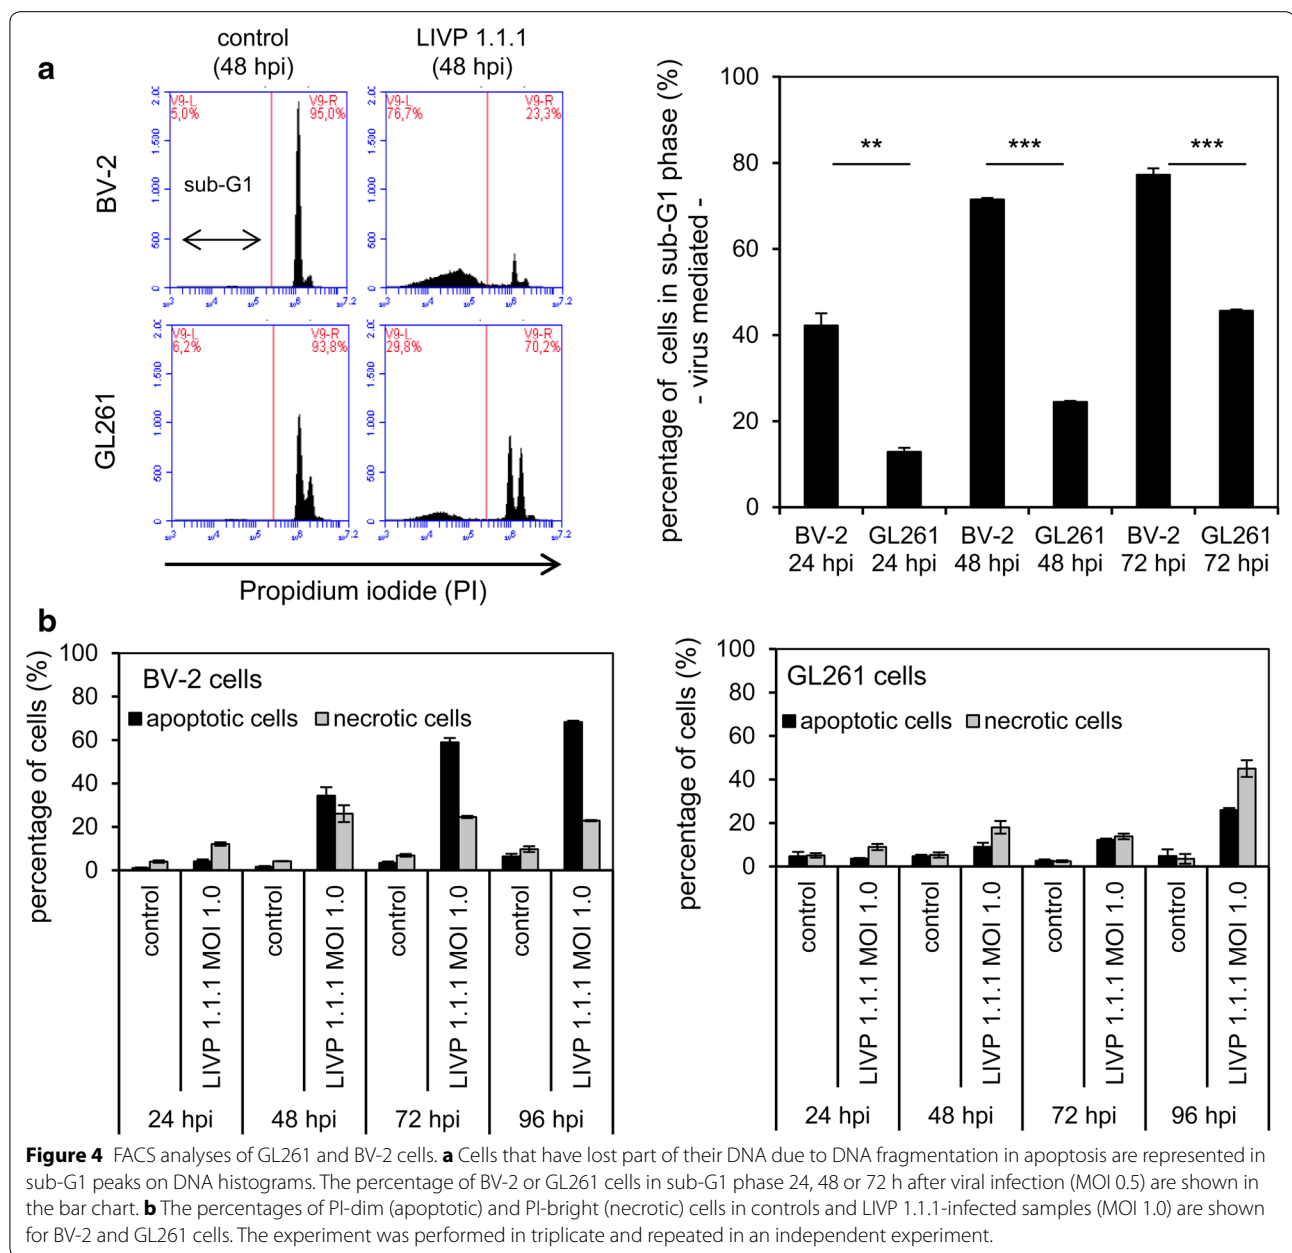 a
control
(48 hpi)
LIVP 1.1.1
(48 hpi)
BV-2
V9-L
5,0%
V9-R
95,0%
sub-G1
V9-L
76,7%
V9-R
23,3%
GL261
V9-L
6,2%
V9-R
93,8%
V9-L
29,8%
V9-R
70,2%
Propidium iodide (PI)
percentage of cells in sub-G1 phase (%)
- virus mediated -
100
80
60
40
20
0
**
***
***
BV-2 GL261 BV-2 GL261 BV-2 GL261
24 hpi 24 hpi 48 hpi 48 hpi 72 hpi 72 hpi
b
percentage of cells (%)
100
80
60
40
20
0
BV-2 cells
apoptotic cells necrotic cells
control
LIVP 1.1.1 MOI 1.0
control
LIVP 1.1.1 MOI 1.0
control
LIVP 1.1.1 MOI 1.0
control
LIVP 1.1.1 MOI 1.0
24 hpi 48 hpi 72 hpi 96 hpi
percentage of cells (%)
100
80
60
40
20
0
GL261 cells
apoptotic cells necrotic cells
control
LIVP 1.1.1 MOI 1.0
control
LIVP 1.1.1 MOI 1.0
control
LIVP 1.1.1 MOI 1.0
control
LIVP 1.1.1 MOI 1.0
24 hpi 48 hpi 72 hpi 96 hpi
Figure 4 FACS analyses of GL261 and BV-2 cells. a Cells that have lost part of their DNA due to DNA fragmentation in apoptosis are represented in
sub-G1 peaks on DNA histograms. The percentage of BV-2 or GL261 cells in sub-G1 phase 24, 48 or 72 h after viral infection (MOI 0.5) are shown in
the bar chart. b The percentages of PI-dim (apoptotic) and PI-bright (necrotic) cells in controls and LIVP 1.1.1-infected samples (MOI 1.0) are shown
for BV-2 and GL261 cells. The experiment was performed in triplicate and repeated in an independent experiment.